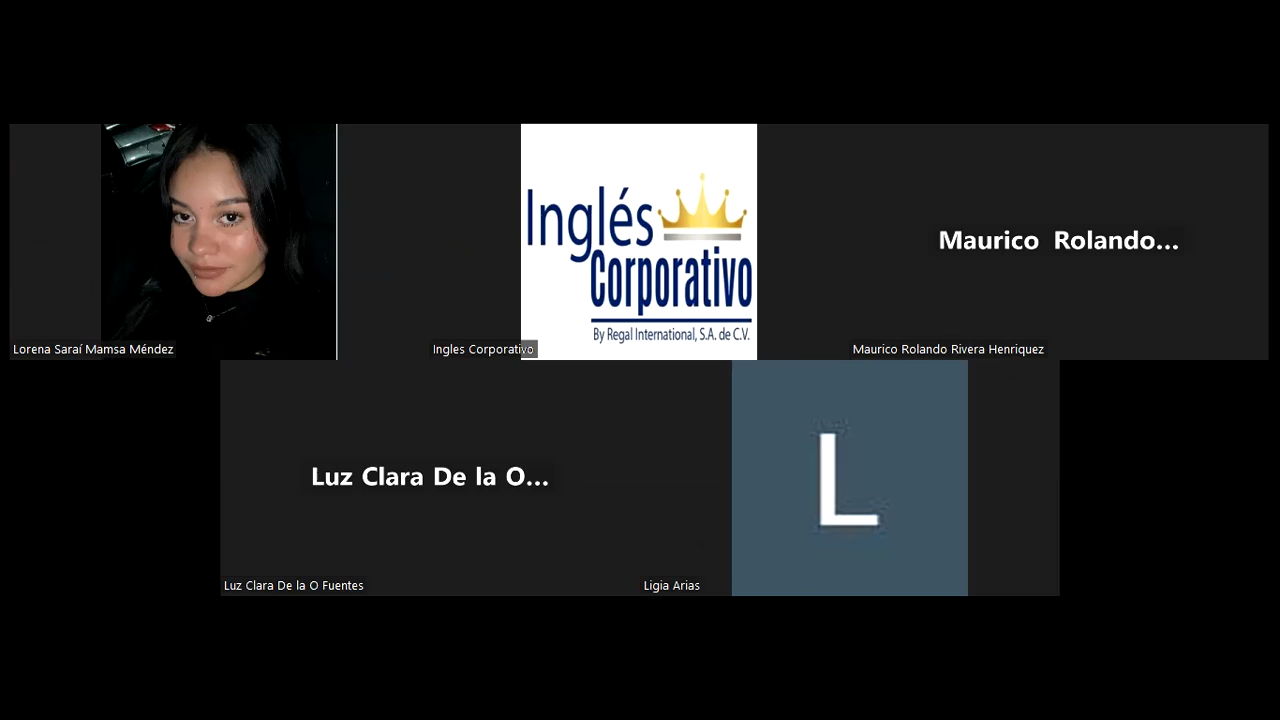 Inglés
Corporativo
By Regal International, S.A. de C.V.
Maurico Rolando...
Lorena Saraí Mamsa Méndez
Ingles Corporativo
Maurico Rolando Rivera Henriquez
Luz Clara De la O...
L
Luz Clara De la O Fuentes
Ligia Arias